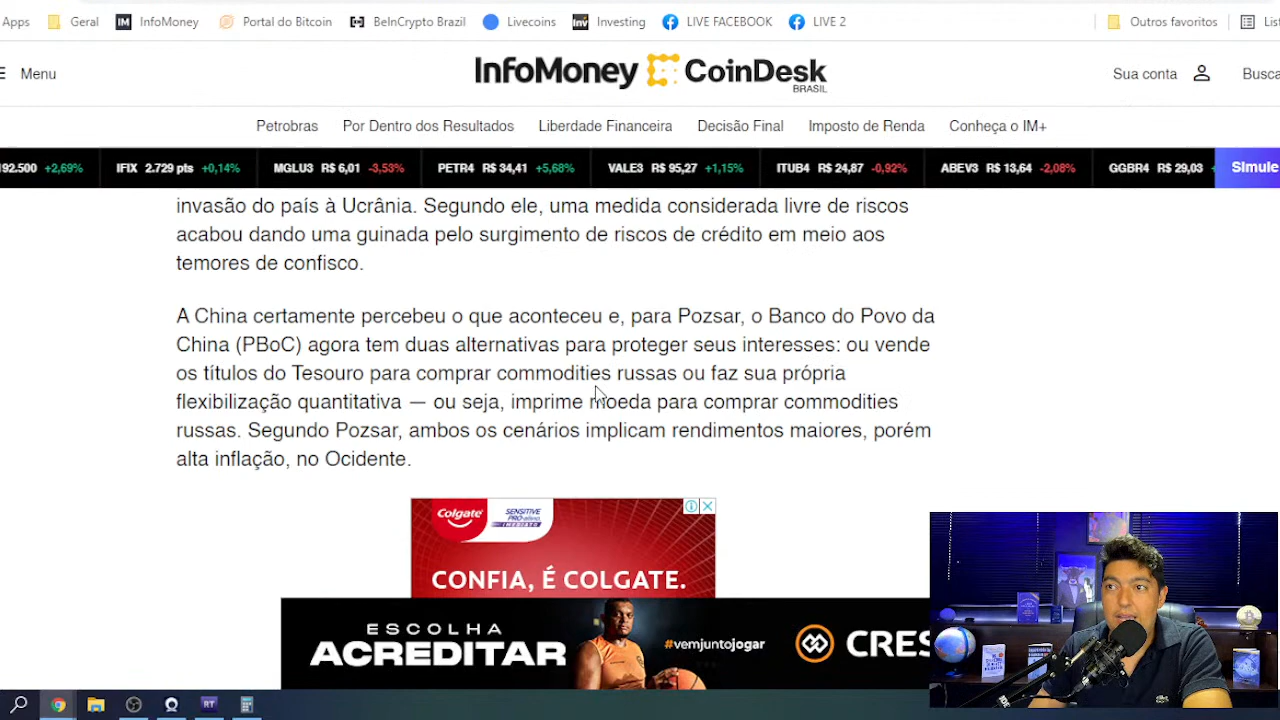 Apps Geral InfoMoney Portal do Bitcoin BeInCrypto Brazil Livecoins Investing LIVE FACEBOOK LIVE 2 Outros favoritos
Menu InfoMoney CoinDesk Sua conta
BRASIL
Petrobras Por Dentro dos Resultados Liberdade Financeira Decisão Final Imposto de Renda Conheça o IM+
192.500 +2,69% IFIX 2.729 pts +0,14% MGLU3 R$ 6,01 -3,53% PETR4 R$ 34,41 +5,68% VALE3 R$ 95,27 +1,15% ITUB4 R$ 24,87 -0,92% ABEV3 R$ 13,64 -2,08% GGBR4 R$ 29,03 Simule
invasão do país à Ucrânia. Segundo ele, uma medida considerada livre de riscos
acabou dando uma guinada pelo surgimento de riscos de crédito em meio aos
temores de confisco.
A China certamente percebeu o que aconteceu e, para Pozsar, o Banco do Povo da
China (PBoC) agora tem duas alternativas para proteger seus interesses: ou vende
os títulos do Tesouro para comprar commodities russas ou faz sua própria
flexibilização quantitativa — ou seja, imprime moeda para comprar commodities
russas. Segundo Pozsar, ambos os cenários implicam rendimentos maiores, porém
alta inflação, no Ocidente.
Colgate SENSITIVE
PRO-ALÍVIO
IMEDIATO
CONFIA, É COLGATE.
ESCOLHA
ACREDITAR #vemjuntojogar CRES
RT